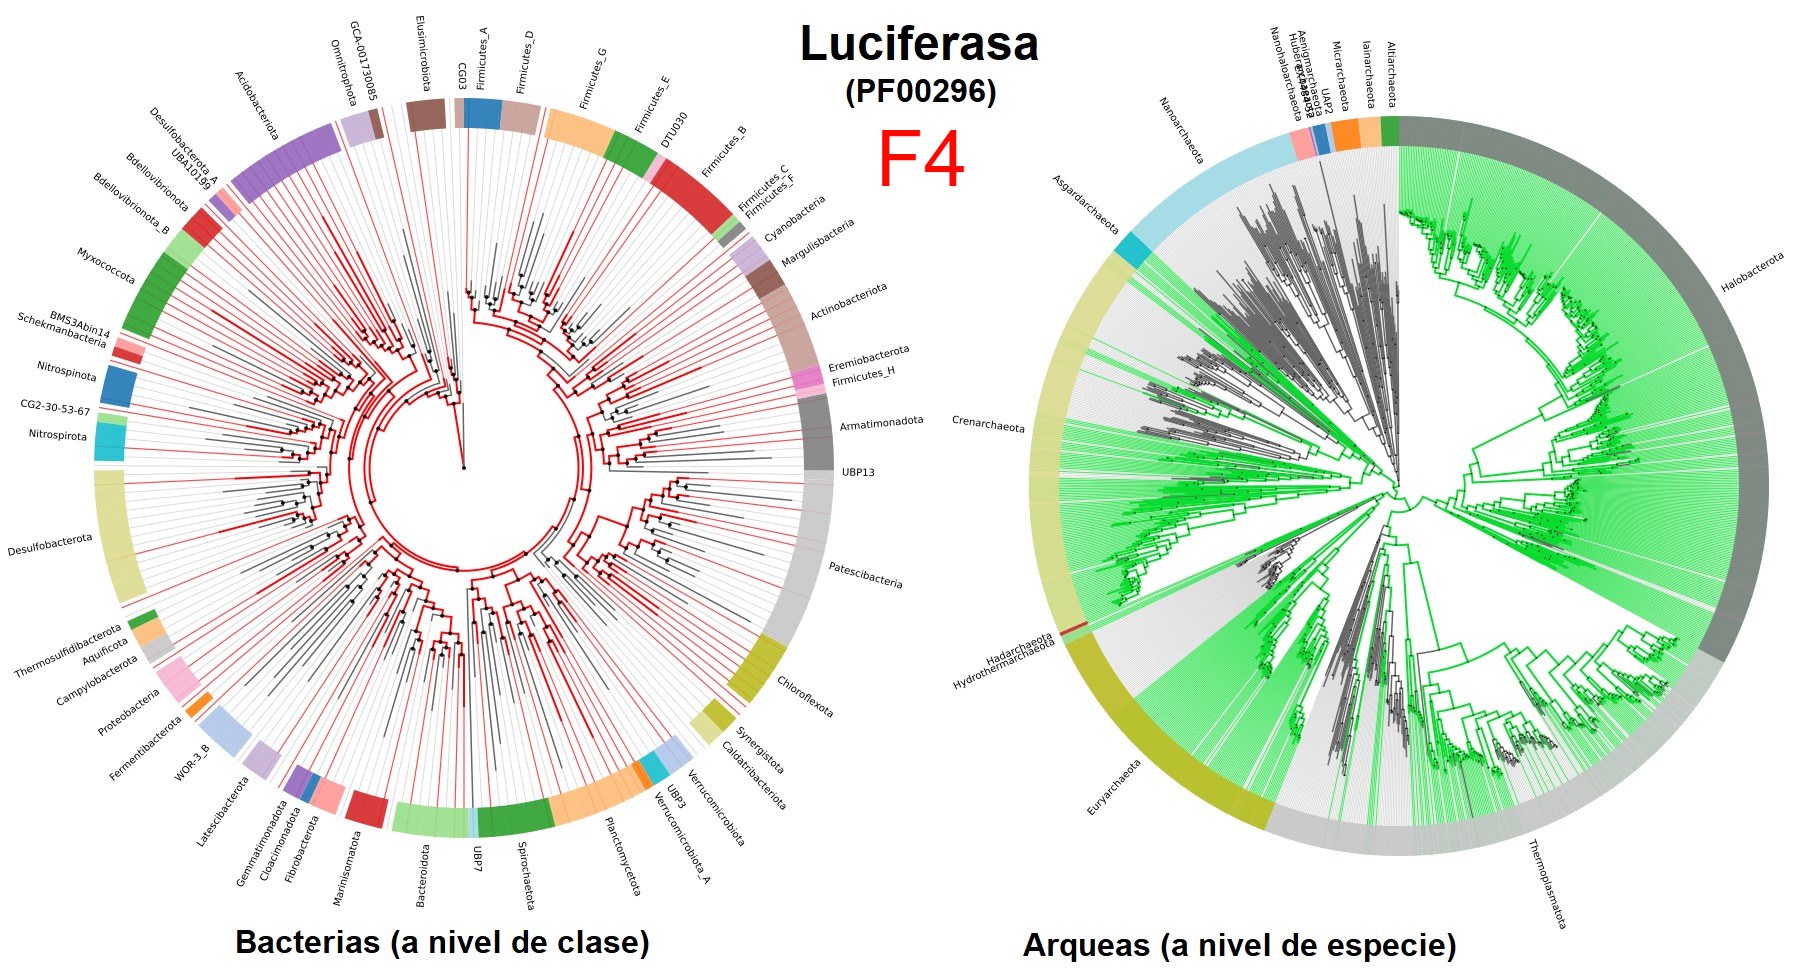 Luciferasa
(PF00296)
F4
CG03
Firmicutes_A
Firmicutes_D
Firmicutes_G
Firmicutes_E
DTU030
Firmicutes_B
Firmicutes_C
Firmicutes_F
Cyanobacteria
Margulisbacteria
Actinobacteriota
Eremiobacterota
Firmicutes_H
Armatimonadota
UBP13
Patescibacteria
Chloroflexota
Synergistota
Caldatribacteriota
Verrucomicrobiota
UBP3
Verrucomicrobiota_A
Planctomycetota
Spirochaetota
UBP7
Bacteroidota
Marinisomatota
Fibrobacterota
Cloacimonadota
Gemmatimonadota
Latescibacterota
WOR-3_B
Fermentibacterota
Proteobacteria
Campylobacterota
Aquificota
Thermosulfidibacterota
Desulfobacterota
Nitrospirota
CG2-30-53-67
Nitrospinota
Schekmanbacteria
BMS3Abin14
Myxococcota
Bdellovibrionota_B
Bdellovibrionota
UBA10199
Desulfobacterota_A
Acidobacteriota
Omnitrophota
GCA-001730085
Elusimicrobiota
Bacterias (a nivel de clase)
Altiarchaeota
Iainarchaeota
Micrarchaeota
UAP2
Aenigmarchaeota
Nanohaloarchaeota
Nanoarchaeota
Asgardarchaeota
Crenarchaeota
Hadarchaeota
Hydrothermarchaeota
Euryarchaeota
Thermoplasmatota
Halobacterota
Arqueas (a nivel de especie)